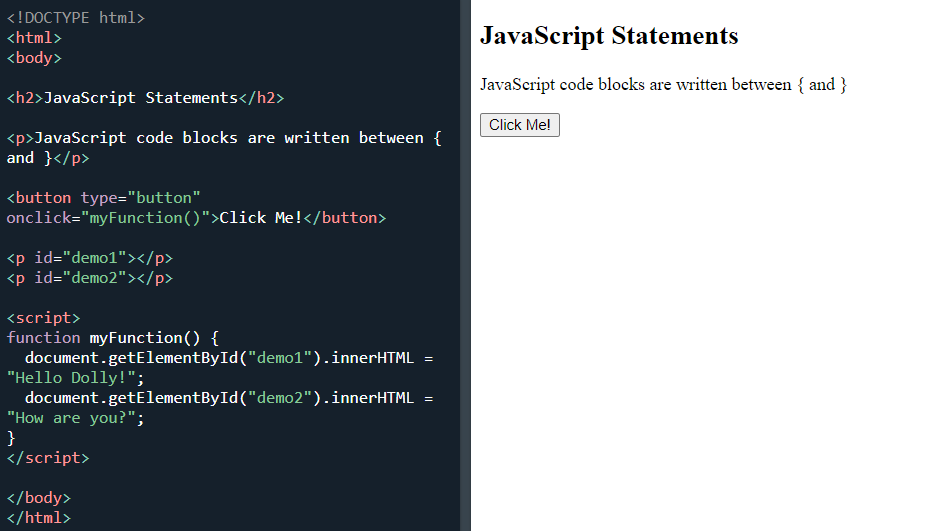 <!DOCTYPE html>
<html>
<body>
<h2>JavaScript Statements</h2>
<p>JavaScript code blocks are written between {
and }</p>
<button type="button"
onclick="myFunction()">Click Me!</button>
<p id="demo1"></p>
<p id="demo2"></p>
<script>
function myFunction() {
  document.getElementById("demo1").innerHTML =
"Hello Dolly!";
  document.getElementById("demo2").innerHTML =
"How are you?";
}
</script>
</body>
</html>
JavaScript Statements
JavaScript code blocks are written between { and }
Click Me!